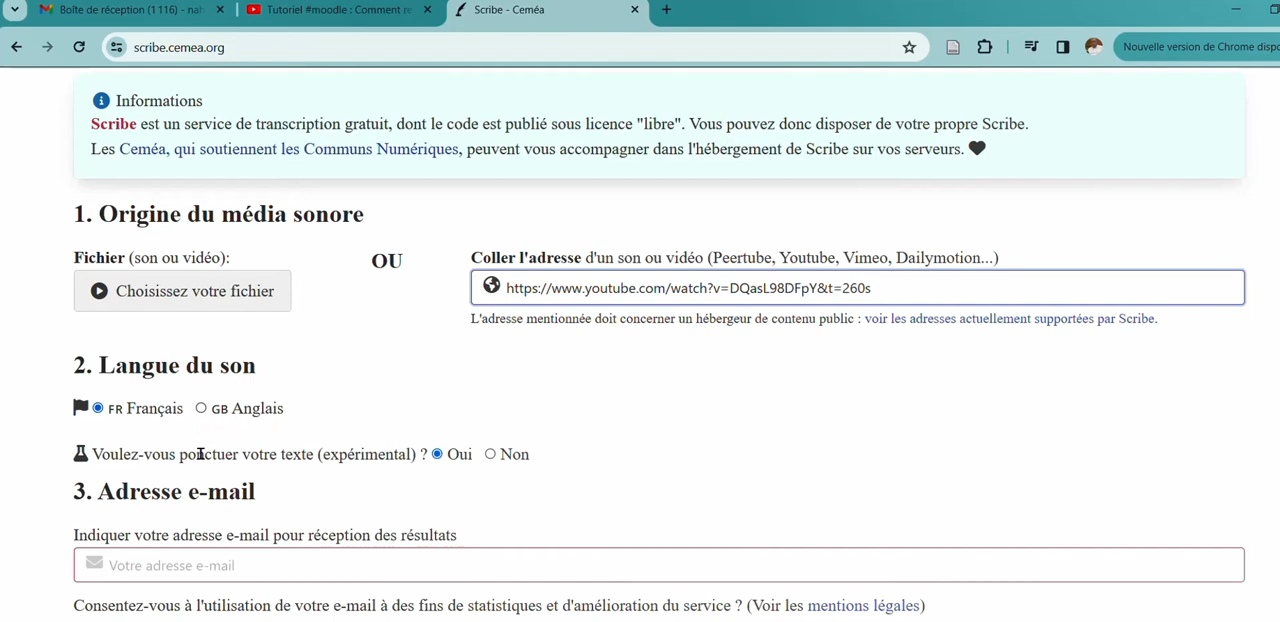 Boîte de réception (1 116) - nah
Tutoriel #moodle : Comment re
Scribe - Ceméa
scribe.cemea.org
Nouvelle version de Chrome dispo
Informations
Scribe est un service de transcription gratuit, dont le code est publié sous licence "libre". Vous pouvez donc disposer de votre propre Scribe.
Les Ceméa, qui soutiennent les Communs Numériques, peuvent vous accompagner dans l'hébergement de Scribe sur vos serveurs.
1. Origine du média sonore
Fichier (son ou vidéo):
OU
Coller l'adresse d'un son ou vidéo (Peertube, Youtube, Vimeo, Dailymotion...)
Choisissez votre fichier
https://www.youtube.com/watch?v=DQasL98DFpY&t=260s
L'adresse mentionnée doit concerner un hébergeur de contenu public : voir les adresses actuellement supportées par Scribe.
2. Langue du son
FR Français GB Anglais
Voulez-vous ponctuer votre texte (expérimental) ? Oui Non
3. Adresse e-mail
Indiquer votre adresse e-mail pour réception des résultats
Votre adresse e-mail
Consentez-vous à l'utilisation de votre e-mail à des fins de statistiques et d'amélioration du service ? (Voir les mentions légales)